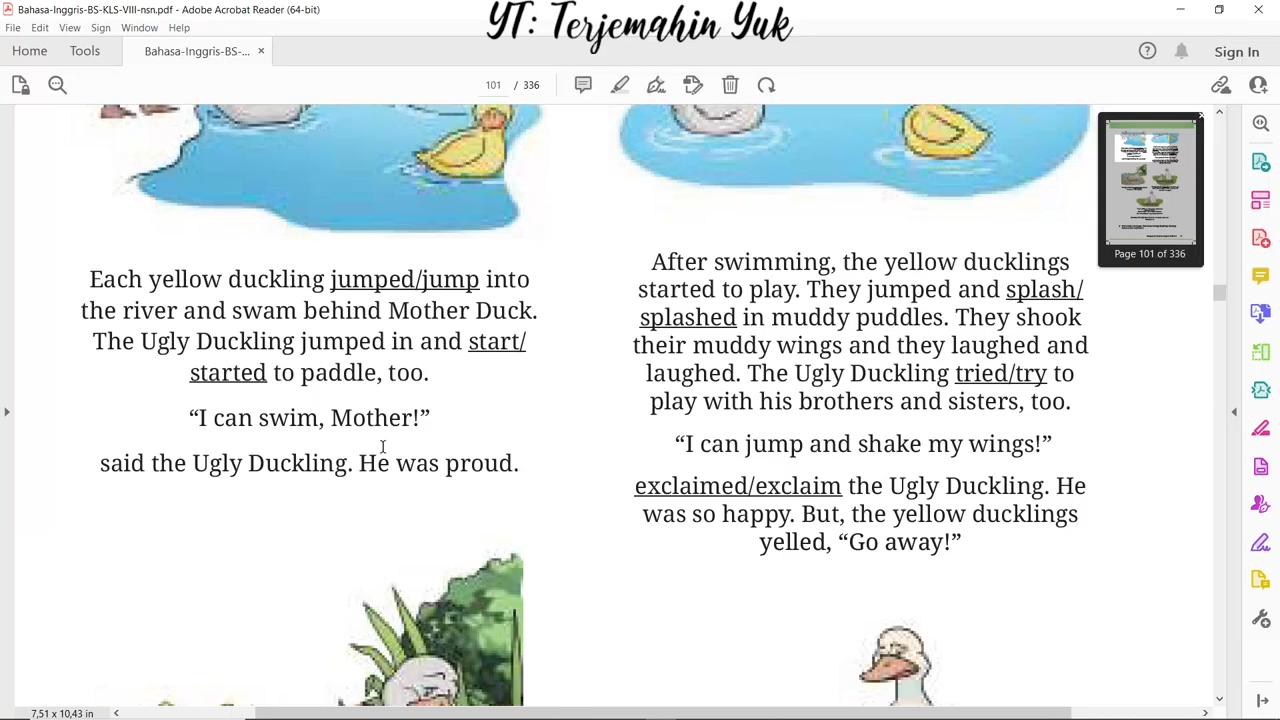 Bahasa-Inggris-BS-KLS-VIII-nsn.pdf - Adobe Acrobat Reader (64-bit)
YT: Terjemahin Yuk
File Edit View Sign Window Help
Home Tools Bahasa-Inggris-BS-... × Sign In
101 / 336
Each yellow duckling jumped/jump into
the river and swam behind Mother Duck.
The Ugly Duckling jumped in and start/
started to paddle, too.
“I can swim, Mother!”
said the Ugly Duckling. He was proud.
After swimming, the yellow ducklings
started to play. They jumped and splash/
splashed in muddy puddles. They shook
their muddy wings and they laughed and
laughed. The Ugly Duckling tried/try to
play with his brothers and sisters, too.
“I can jump and shake my wings!”
exclaimed/exclaim the Ugly Duckling. He
was so happy. But, the yellow ducklings
yelled, “Go away!”
Page 101 of 336
7,51 x 10,43 in